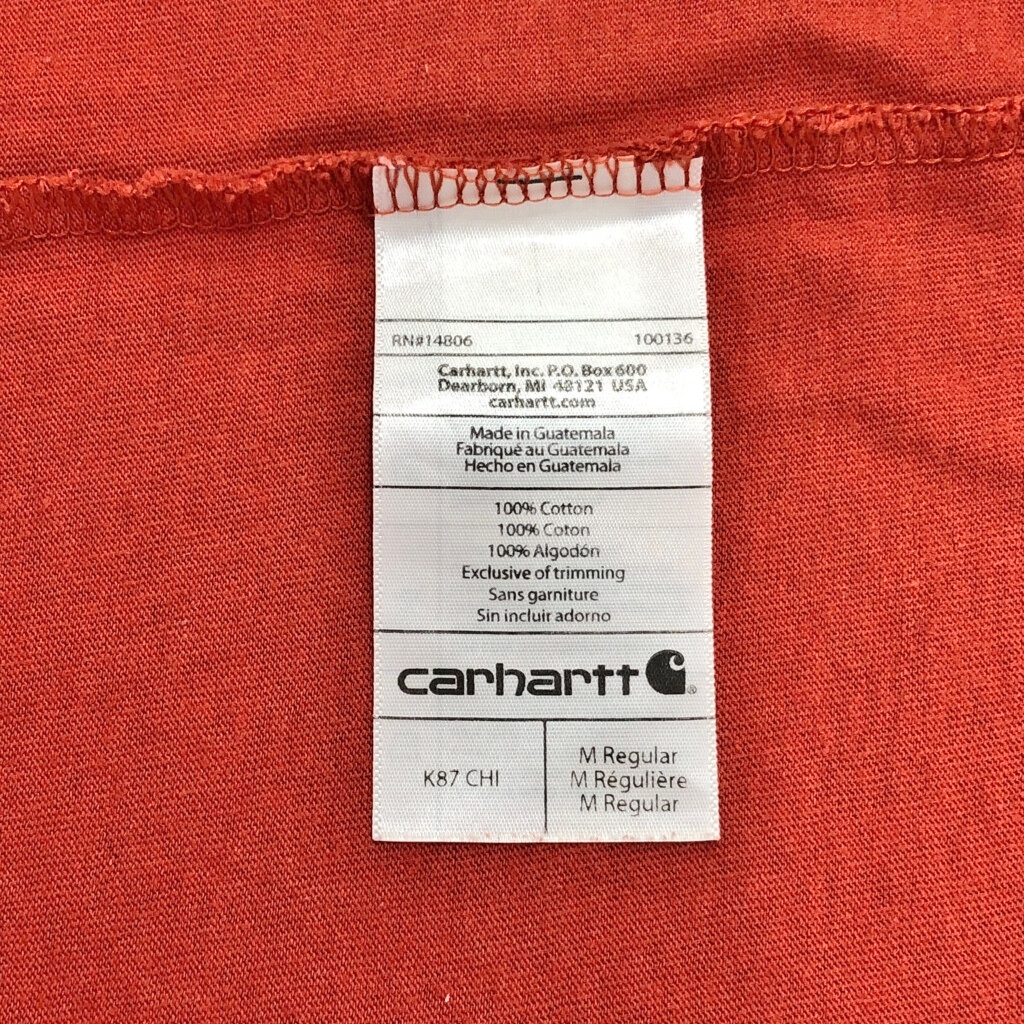 RN#14806 100136
Carhartt, Inc. P.O. Box 600
Dearborn, MI 48121 USA
carhartt.com
Made in Guatemala
Fabriqué au Guatemala
Hecho en Guatemala
100% Cotton
100% Coton
100% Algodón
Exclusive of trimming
Sans garniture
Sin incluir adorno
carhartt ®
K87 CHI
M Regular
M Régulière
M Regular